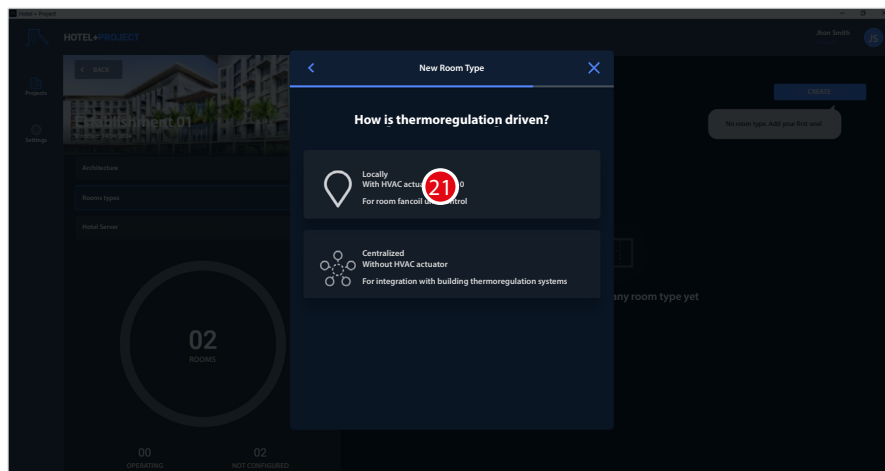 Hotel + Project
HOTEL+PROJECT
Jhon Smith
JS
BACK
Projects
Settings
Establishment 01
Architecture
Rooms types
Hotel Server
02
ROOMS
00
OPERATING
02
NOT CONFIGURED
New Room Type
How is thermoregulation driven?
Locally
With HVAC 0
For room fancoil
21
Centralized
Without HVAC actuator
For integration with building thermoregulation systems
CREATE
No room type. Add your first one!
any room type yet